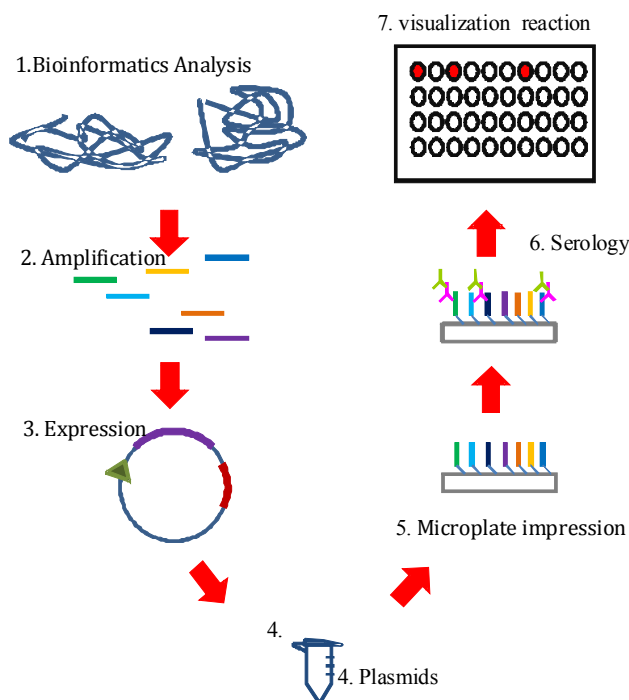 1.Bioinformatics Analysis
2. Amplification
3. Expression
4.
4. Plasmids
5. Microplate impression
6. Serology
7. visualization reaction